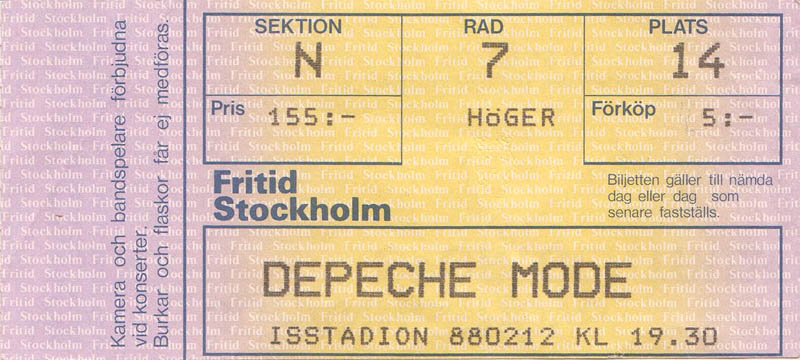 Kamera och bandspelare förbjudna
vid konserter.
Burkar och flaskor får ej medföras.
SEKTION RAD PLATS
N 7 14
Pris 155:- HöGER Förköp 5:-
Fritid
Stockholm
Biljetten gäller till nämda
dag eller dag som
senare fastställs.
DEPECHE MODE
ISSTADION 880212 KL 19.30